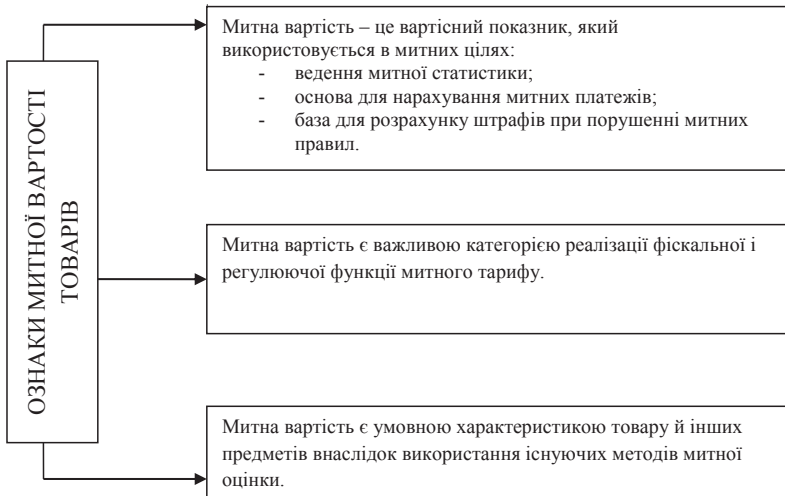 ОЗНАКИ МИТНОЇ ВАРТОСТІ
ТОВАРІВ
Митна вартість – це вартісний показник, який
використовується в митних цілях:
- ведення митної статистики;
- основа для нарахування митних платежів;
- база для розрахунку штрафів при порушенні митних
правил.
Митна вартість є важливою категорією реалізації фіскальної і
регулюючої функції митного тарифу.
Митна вартість є умовною характеристикою товару й інших
предметів внаслідок використання існуючих методів митної
оцінки.